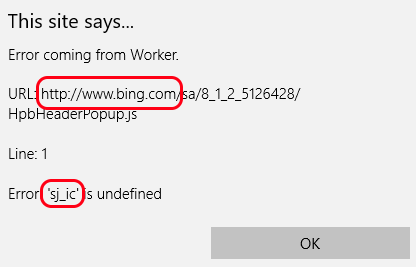 This site says...
Error coming from Worker.
URL: http://www.bing.com/sa/8_1_2_5126428/
HpbHeaderPopup.js
Line: 1
Error: 'sj_ic' is undefined
OK